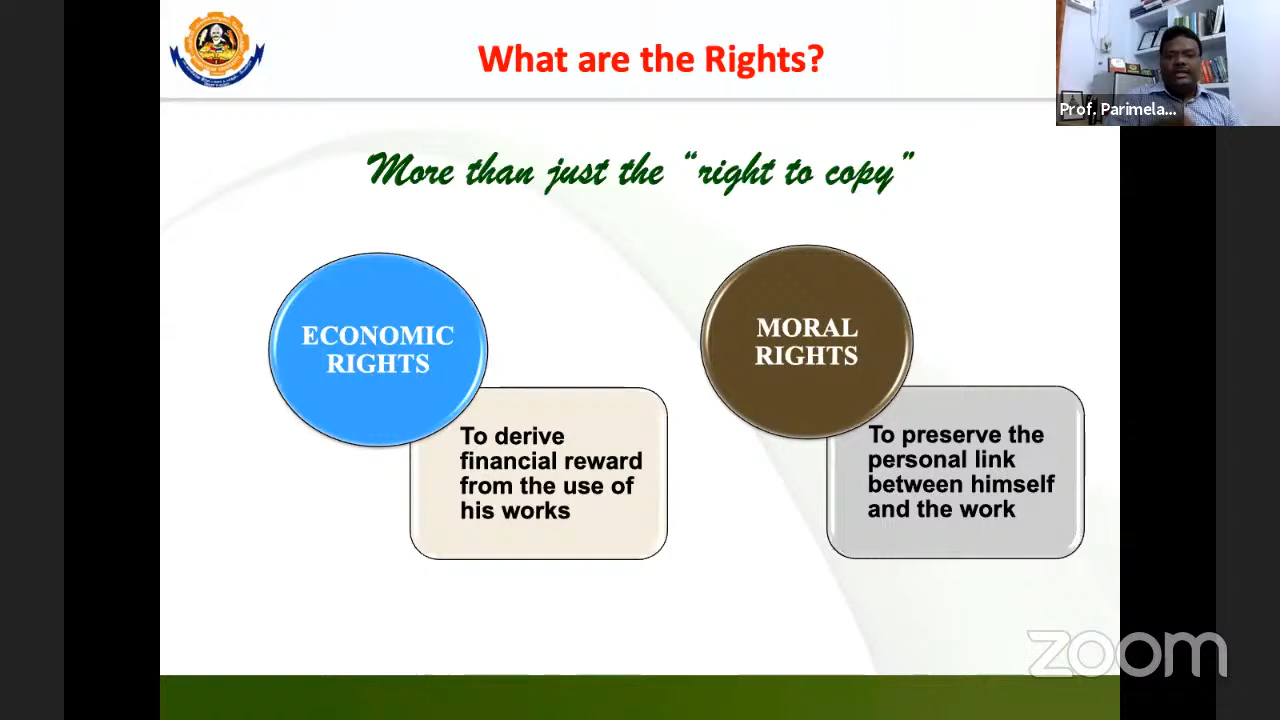 What are the Rights?
Prof. Parimela...
More than just the “right to copy”
ECONOMIC
RIGHTS
To derive
financial reward
from the use of
his works
MORAL
RIGHTS
To preserve the
personal link
between himself
and the work
zoom